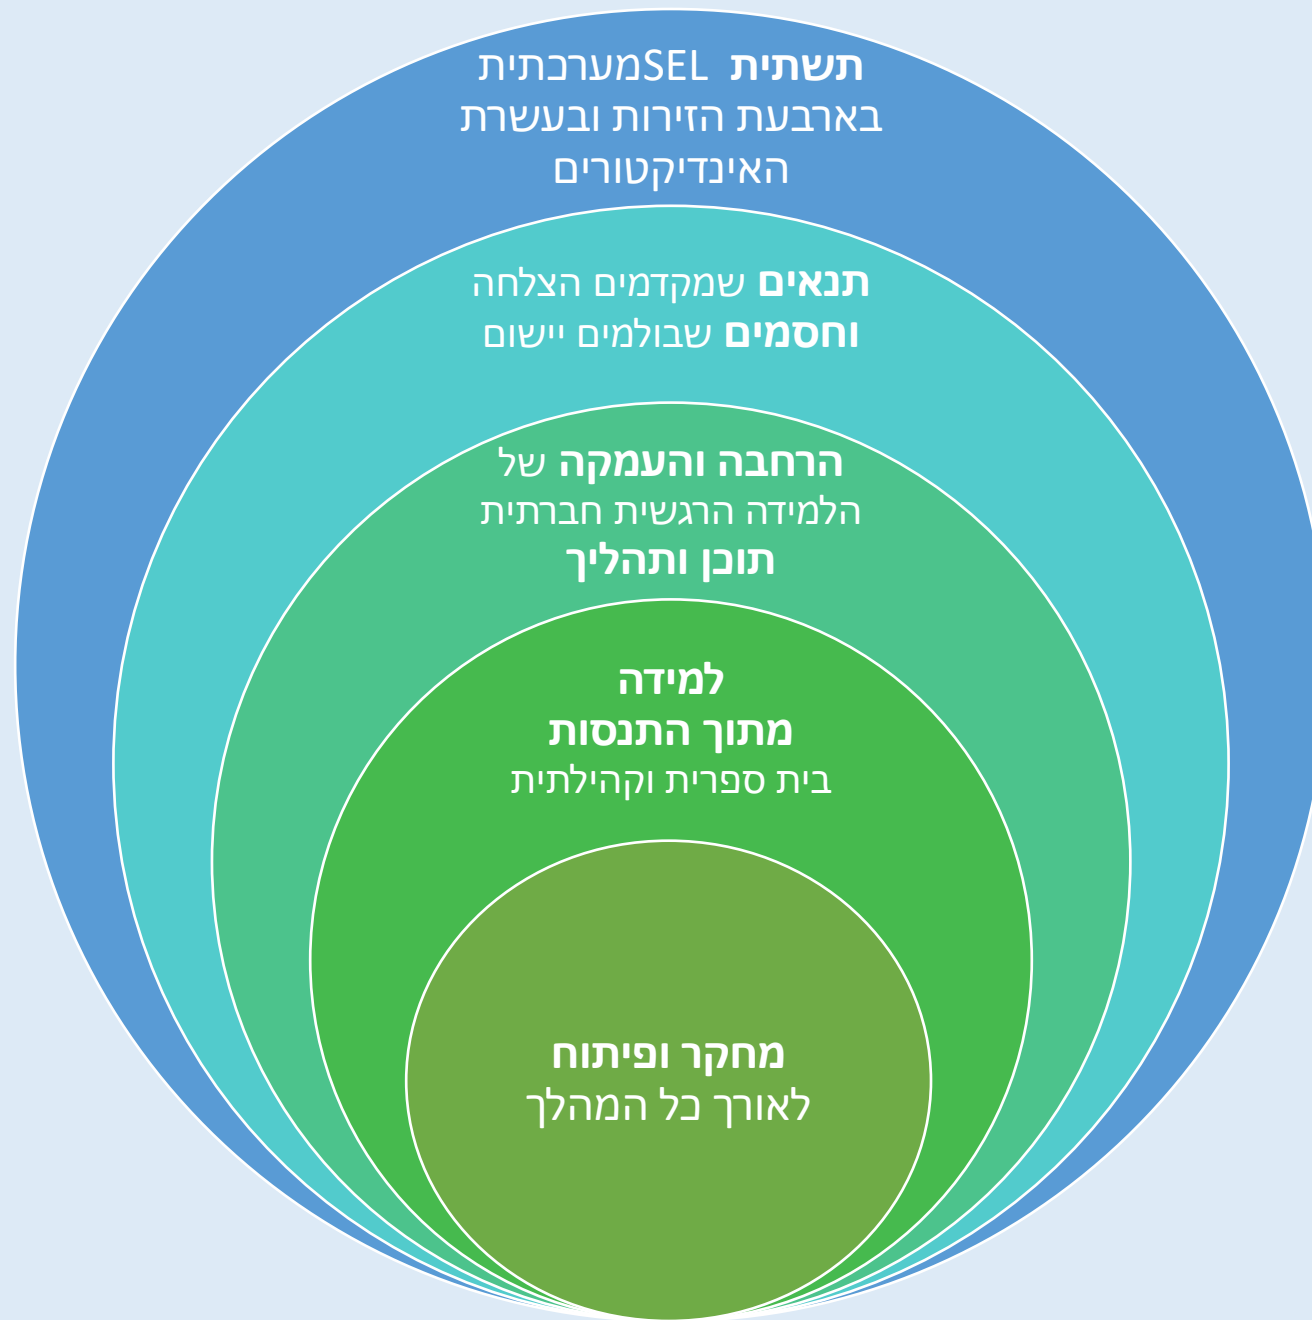 תשתית SELמערכתית
בארבעת הזירות ובעשרת
האינדיקטורים
תנאים שמקדמים הצלחה
וחסמים שבולמים יישום
הרחבה והעמקה של
הלמידה הרגשית חברתית
תוכן ותהליך
למידה
מתוך התנסות
בית ספרית וקהילתית
מחקר ופיתוח
לאורך כל המהלך